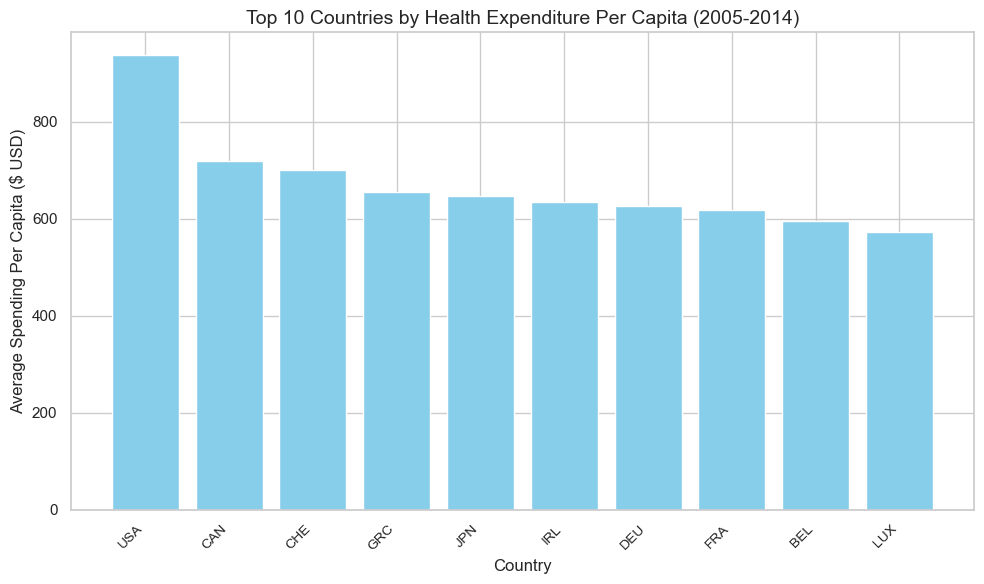 Top 10 Countries by Health Expenditure Per Capita (2005-2014)
Average Spending Per Capita ($ USD)
800
600
400
200
0
USA
CAN
CHE
GRC
JPN
IRL
DEU
FRA
BEL
LUX
Country